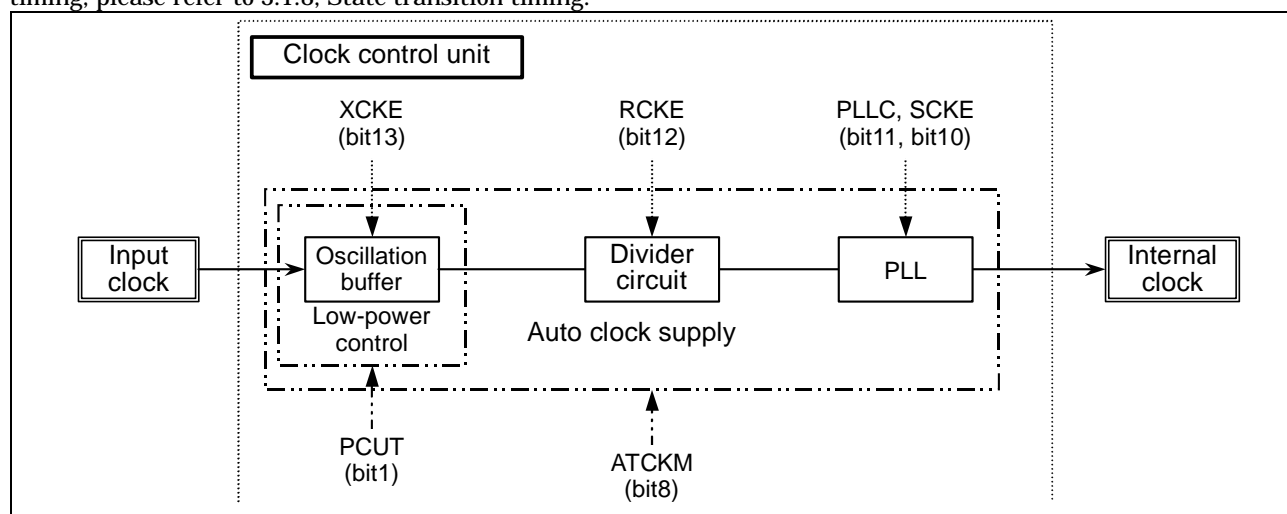 timing, please refer to 3.1.8, State transition timing.
Clock control unit
XCKE
(bit13)
RCKE
(bit12)
PLLC, SCKE
(bit11, bit10)
Input
clock
Oscillation
buffer
Low-power
control
Divider
circuit
PLL
Internal
clock
Auto clock supply
PCUT
(bit1)
ATCKM
(bit8)